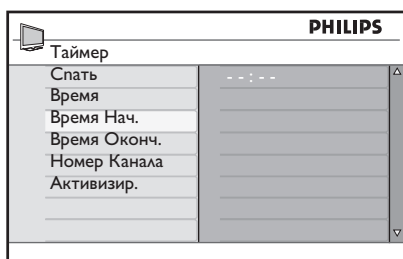 PHILIPS
Таймер
Спать
- - : - -
Время
Время Нач.
Время Оконч.
Номер Канала
Активизир.